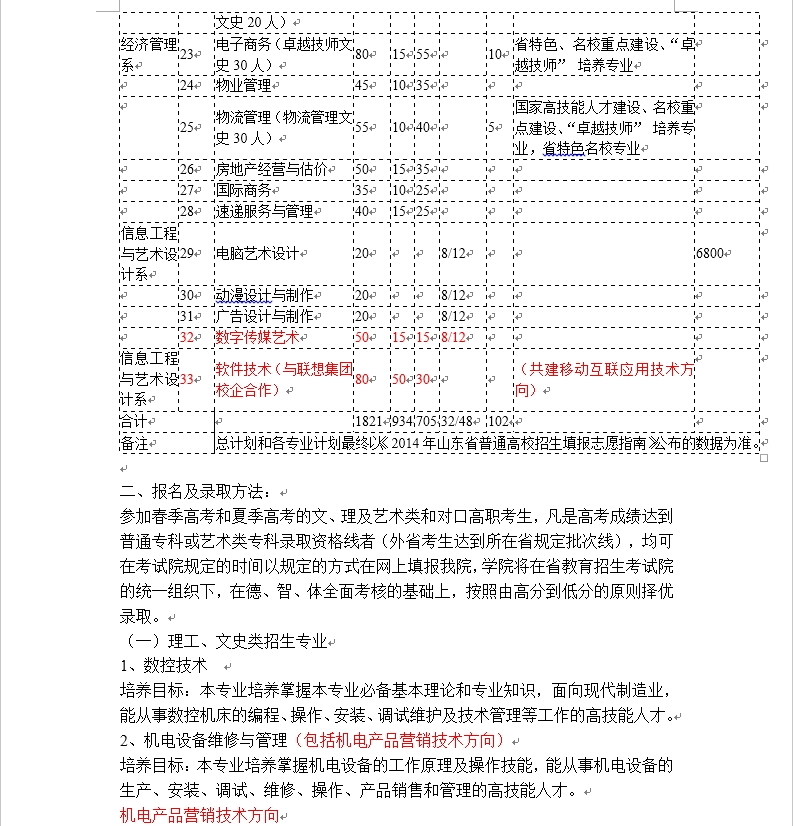 文史 20 人）
经济管理 23 电子商务（卓越技师文 80 15 55 10 省特色、名校重点建设、“卓
系 史 30 人） 越技师” 培养专业
24 物业管理 45 10 35
25 物流管理（物流管理文 55 10 40 5 国家高技能人才建设、名校重
史 30 人） 点建设、“卓越技师” 培养专
业，省特色名校专业
26 房地产经营与估价 50 15 35
27 国际商务 35 10 25
28 速递服务与管理 40 15 25
信息工程
与艺术设 29 电脑艺术设计 20 8/12 6800
计系
30 动漫设计与制作 20 8/12
31 广告设计与制作 20 8/12
32 数字传媒艺术 50 15 15 8/12
信息工程 软件技术（与联想集团 （共建移动互联应用技术方
与艺术设 33 校企合作） 80 50 30 向）
计系
合计 1821 934 705 32/48 102
备注 总计划和各专业计划最终以《2014 年山东省普通高校招生填报志愿指南》公布的数据为准。
二、报名及录取方法：
参加春季高考和夏季高考的文、理及艺术类和对口高职考生，凡是高考成绩达到
普通专科或艺术类专科录取资格线者（外省考生达到所在省规定批次线），均可
在考试院规定的时间以规定的方式在网上填报我院，学院将在省教育招生考试院
的统一组织下，在德、智、体全面考核的基础上，按照由高分到低分的原则择优
录取。
（一）理工、文史类招生专业
1、数控技术
培养目标：本专业培养掌握本专业必备基本理论和专业知识，面向现代制造业，
能从事数控机床的编程、操作、安装、调试维护及技术管理等工作的高技能人才。
2、机电设备维修与管理（包括机电产品营销技术方向）
培养目标：本专业培养掌握机电设备的工作原理及操作技能，能从事机电设备的
生产、安装、调试、维修、操作、产品销售和管理的高技能人才。
机电产品营销技术方向